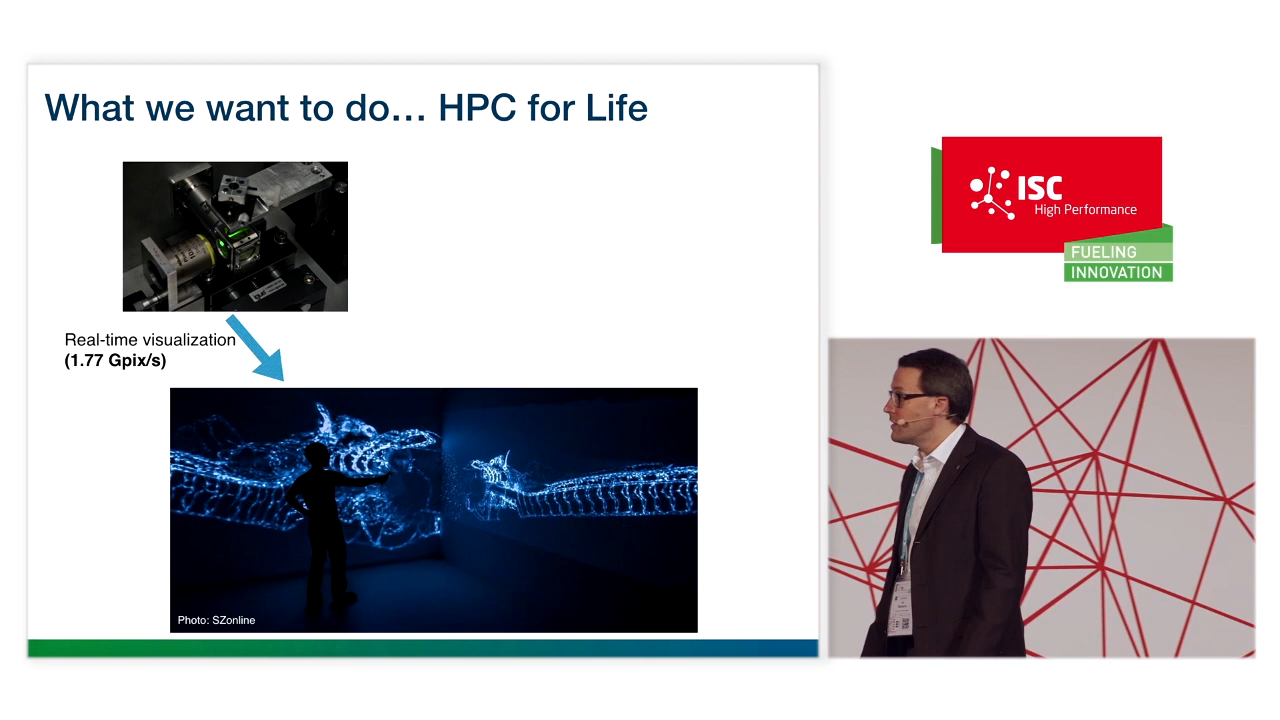 What we want to do... HPC for Life
Real-time visualization
(1.77 Gpix/s)
Photo: SZonline
ISC
High Performance
FUELING
INNOVATION